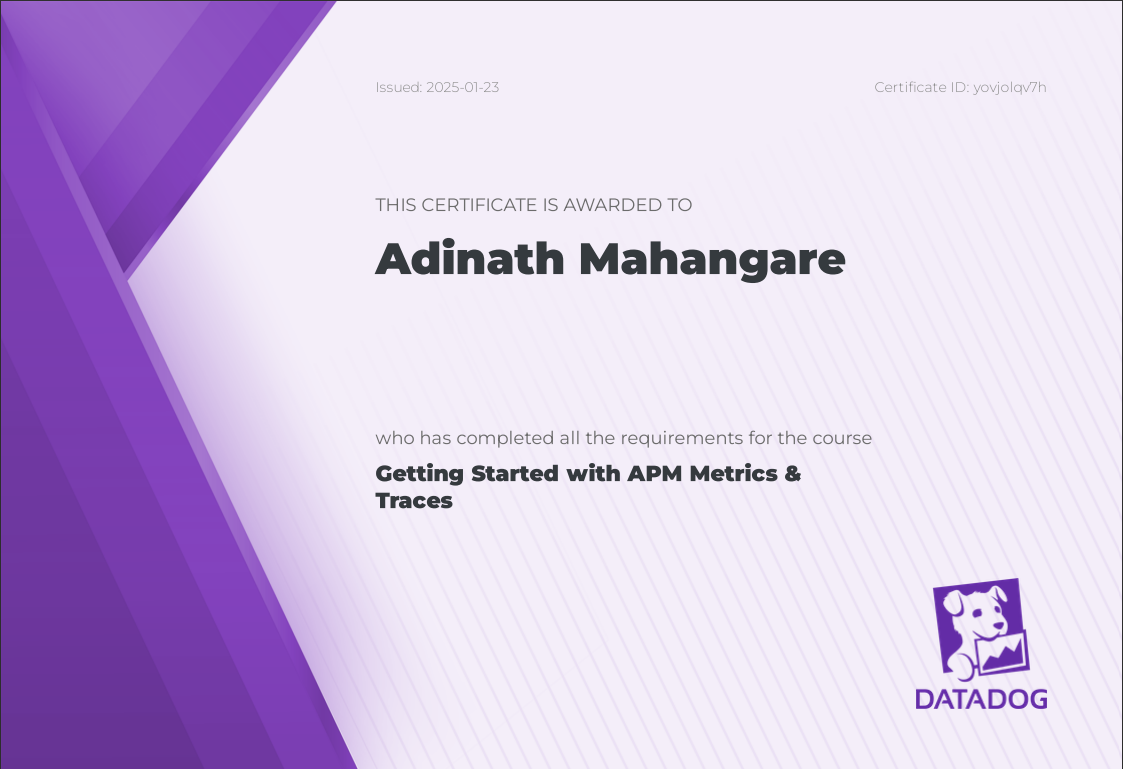 Issued: 2025-01-23
Certificate ID: yovjolqv7h
THIS CERTIFICATE IS AWARDED TO
Adinath Mahangare
who has completed all the requirements for the course
Getting Started with APM Metrics &
Traces
DATADOG